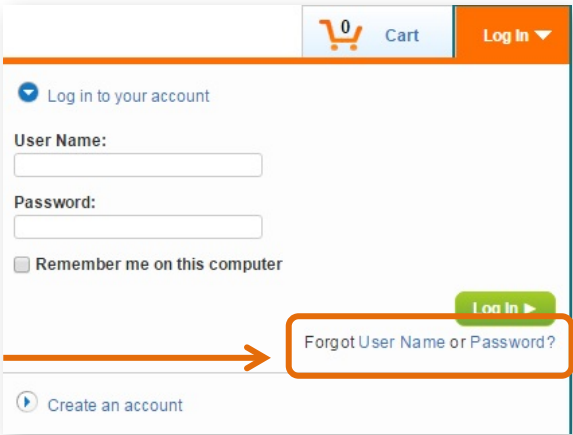 0
Cart
Log In
Log in to your account
User Name:
Password:
Remember me on this computer
Log In
Forgot User Name or Password?
Create an account